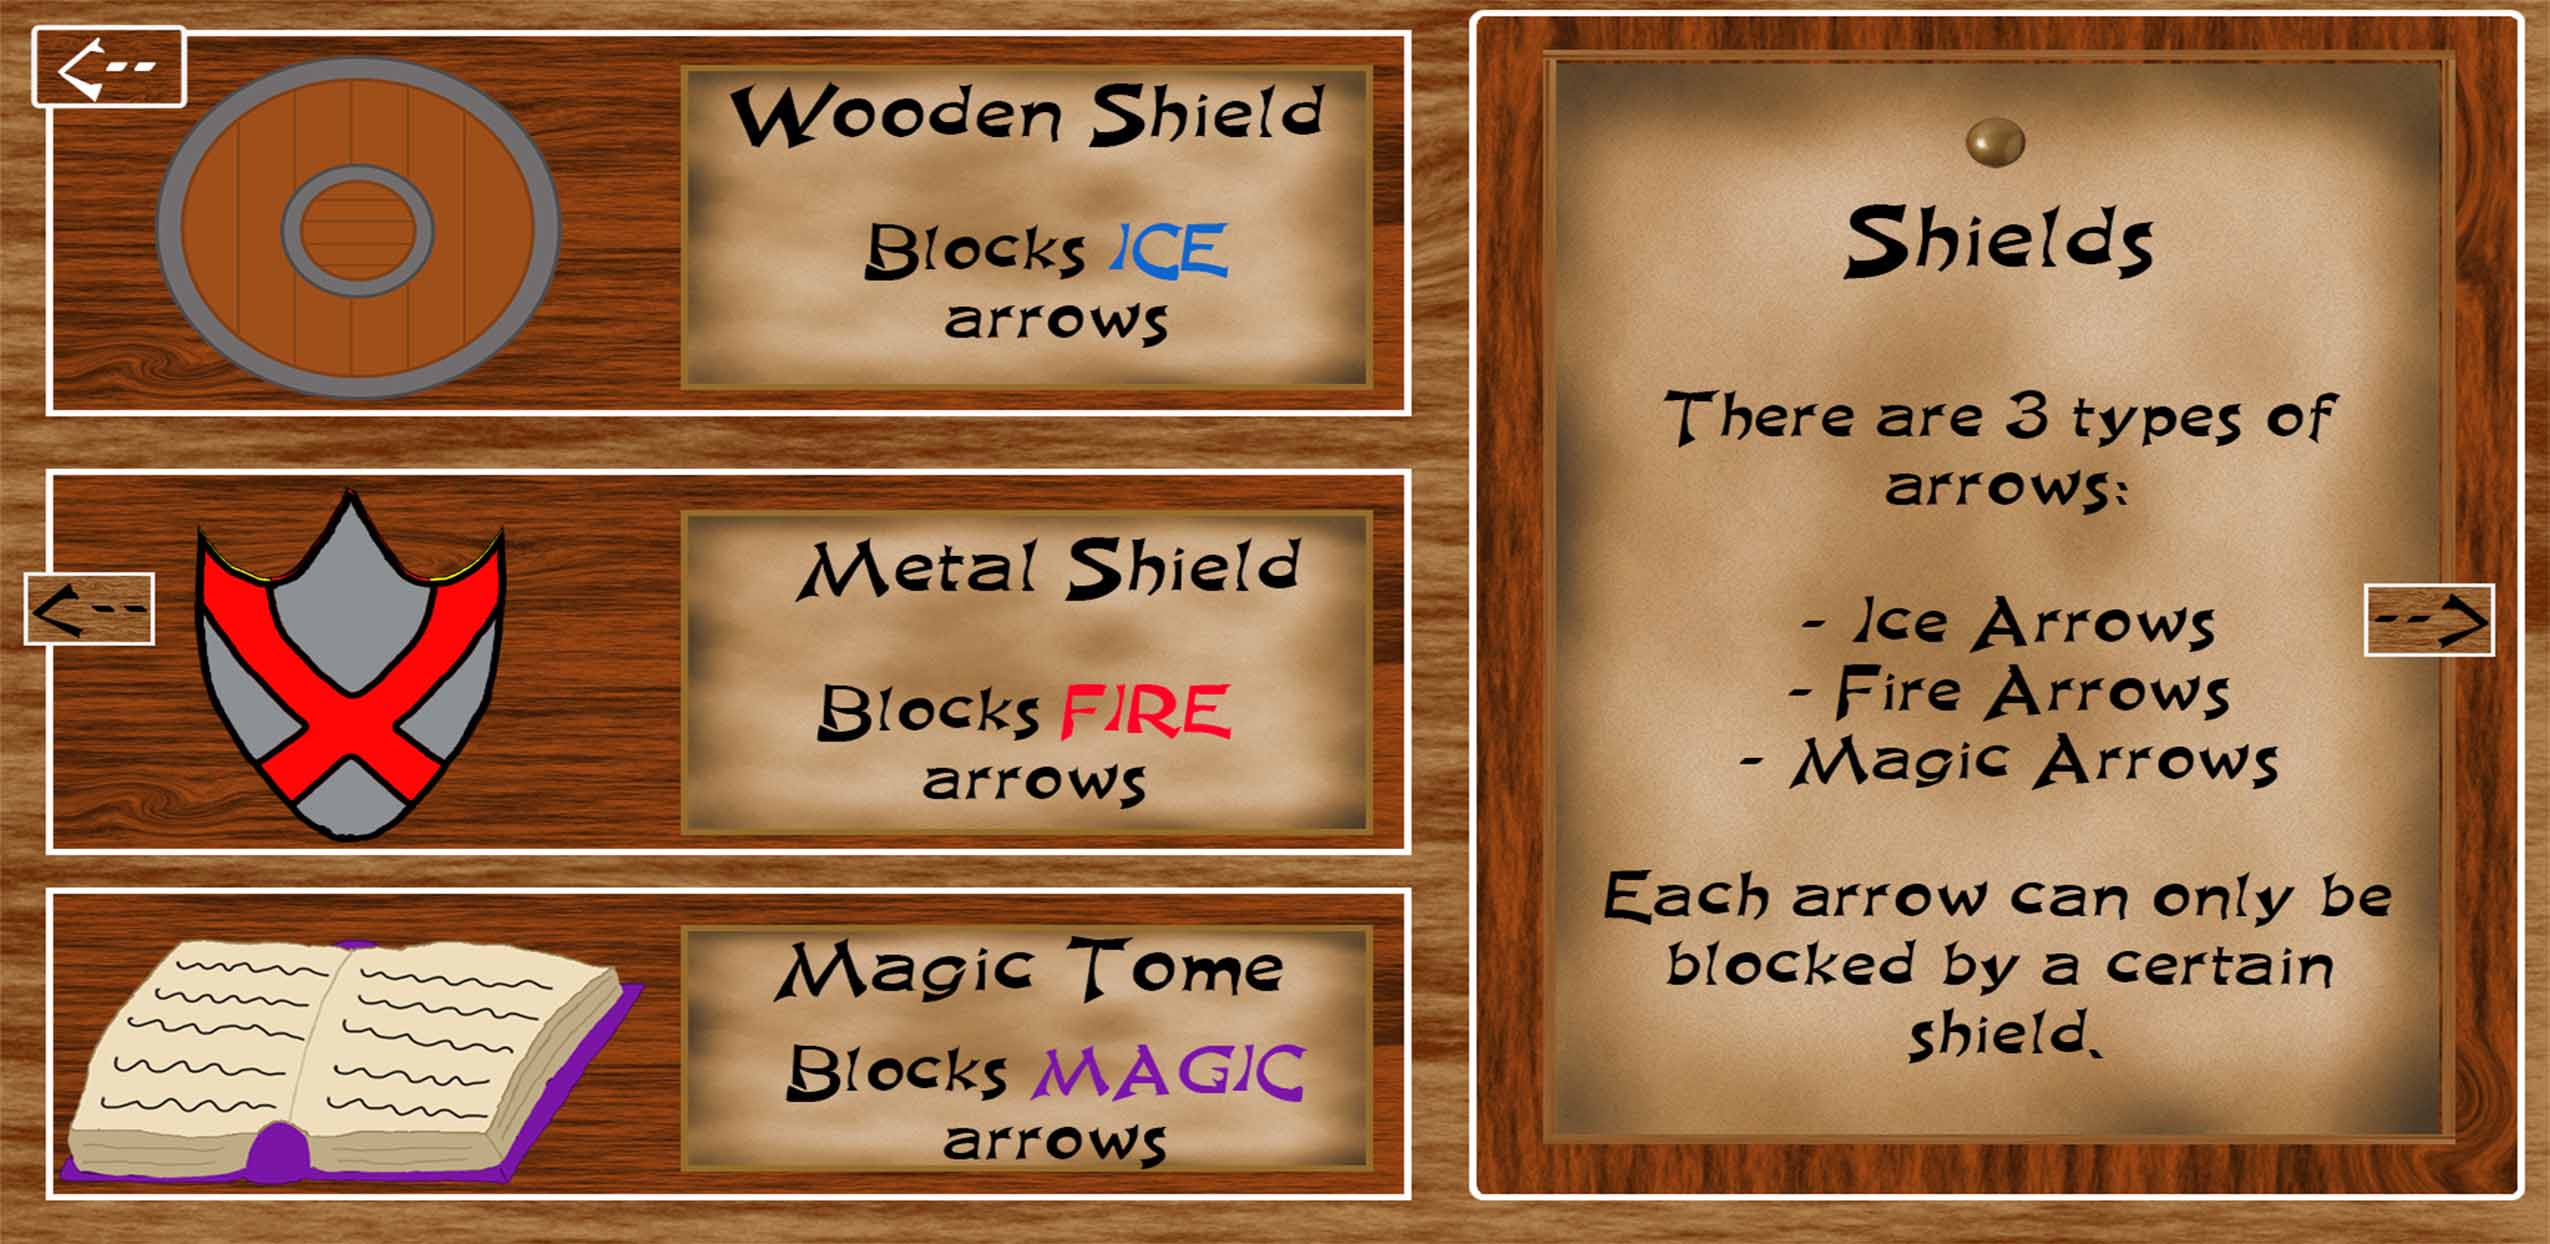 <--
Wooden Shield
Blocks ICE
arrows
<--
Metal Shield
Blocks FIRE
arrows
Magic Tome
Blocks MAGIC
arrows
Shields
There are 3 types of
arrows:
- Ice Arrows
- Fire Arrows
- Magic Arrows
-->
Each arrow can only be
blocked by a certain
shield.